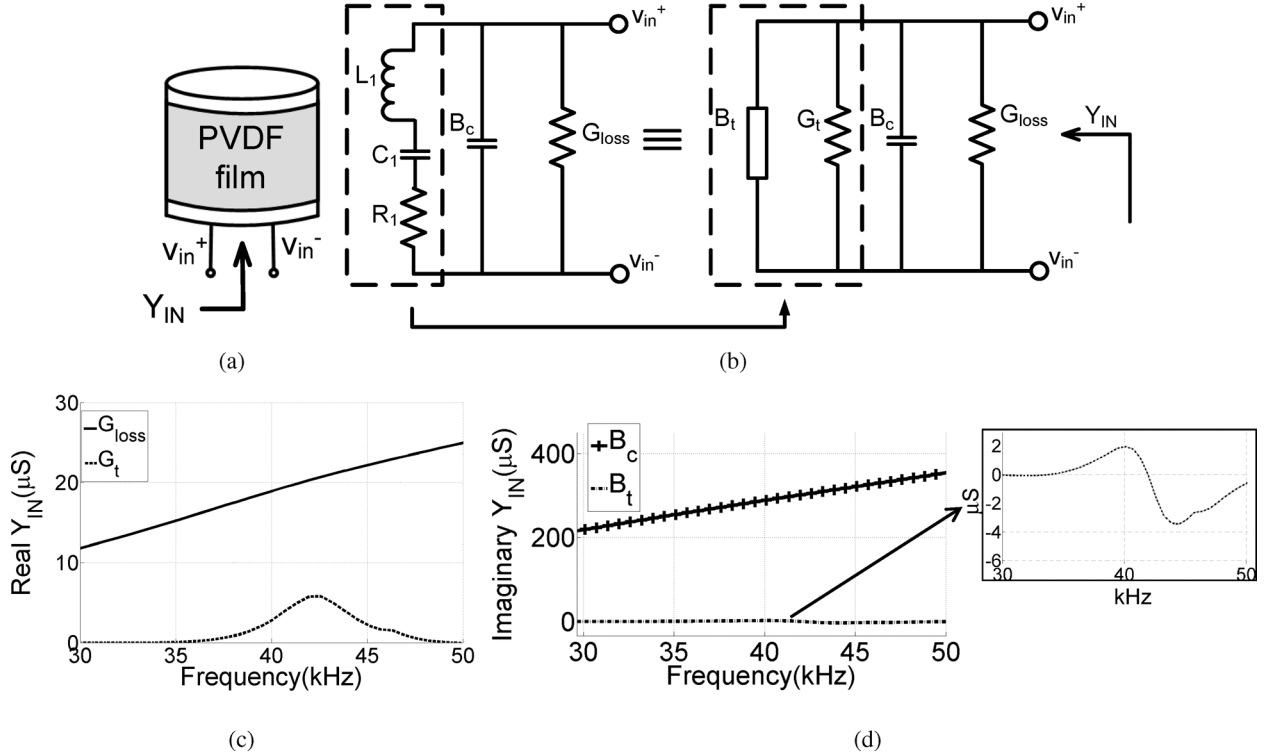 PVDF
film
v_in^+
v_in^-
Y_IN
(a)
L_1
C_1
R_1
B_c
G_loss
v_in^+
v_in^-
B_t
G_t
B_c
G_loss
v_in^+
v_in^-
Y_IN
(b)
Real Y_IN(μS)
30
20
10
0
G_loss
G_t
30 35 40 45 50
Frequency(kHz)
(c)
Imaginary Y_IN(μS)
400
200
0
B_c
B_t
30 35 40 45 50
Frequency(kHz)
μS
2
0
-2
-4
-6
30 40 50
kHz
(d)